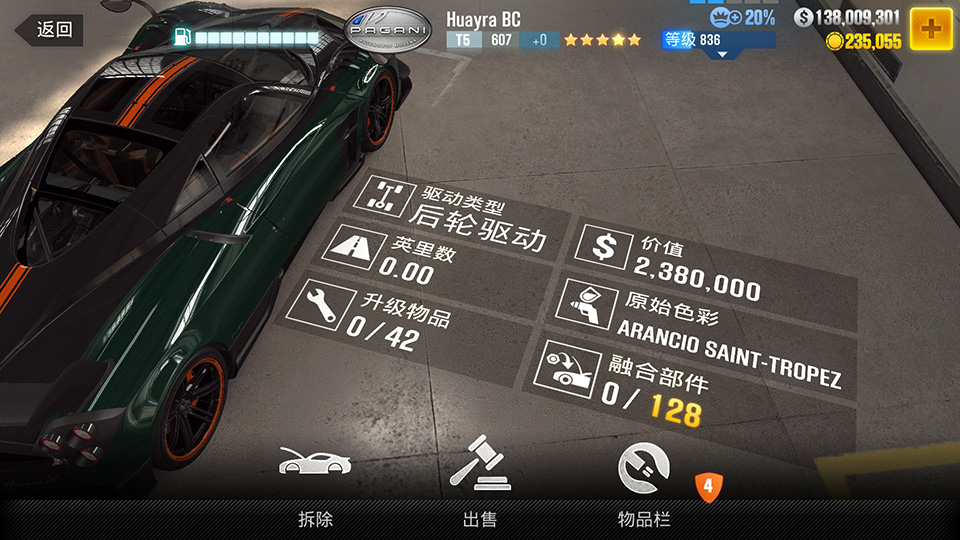 返回
PAGANI
Huayra BC
T5 607 +0
等级 836
20%
138,009,301
235,055
驱动类型
后轮驱动
英里数
0.00
升级物品
0/42
价值
2,380,000
原始色彩
ARANCIO SAINT-TROPEZ
融合部件
0/128
拆除
出售
物品栏
4